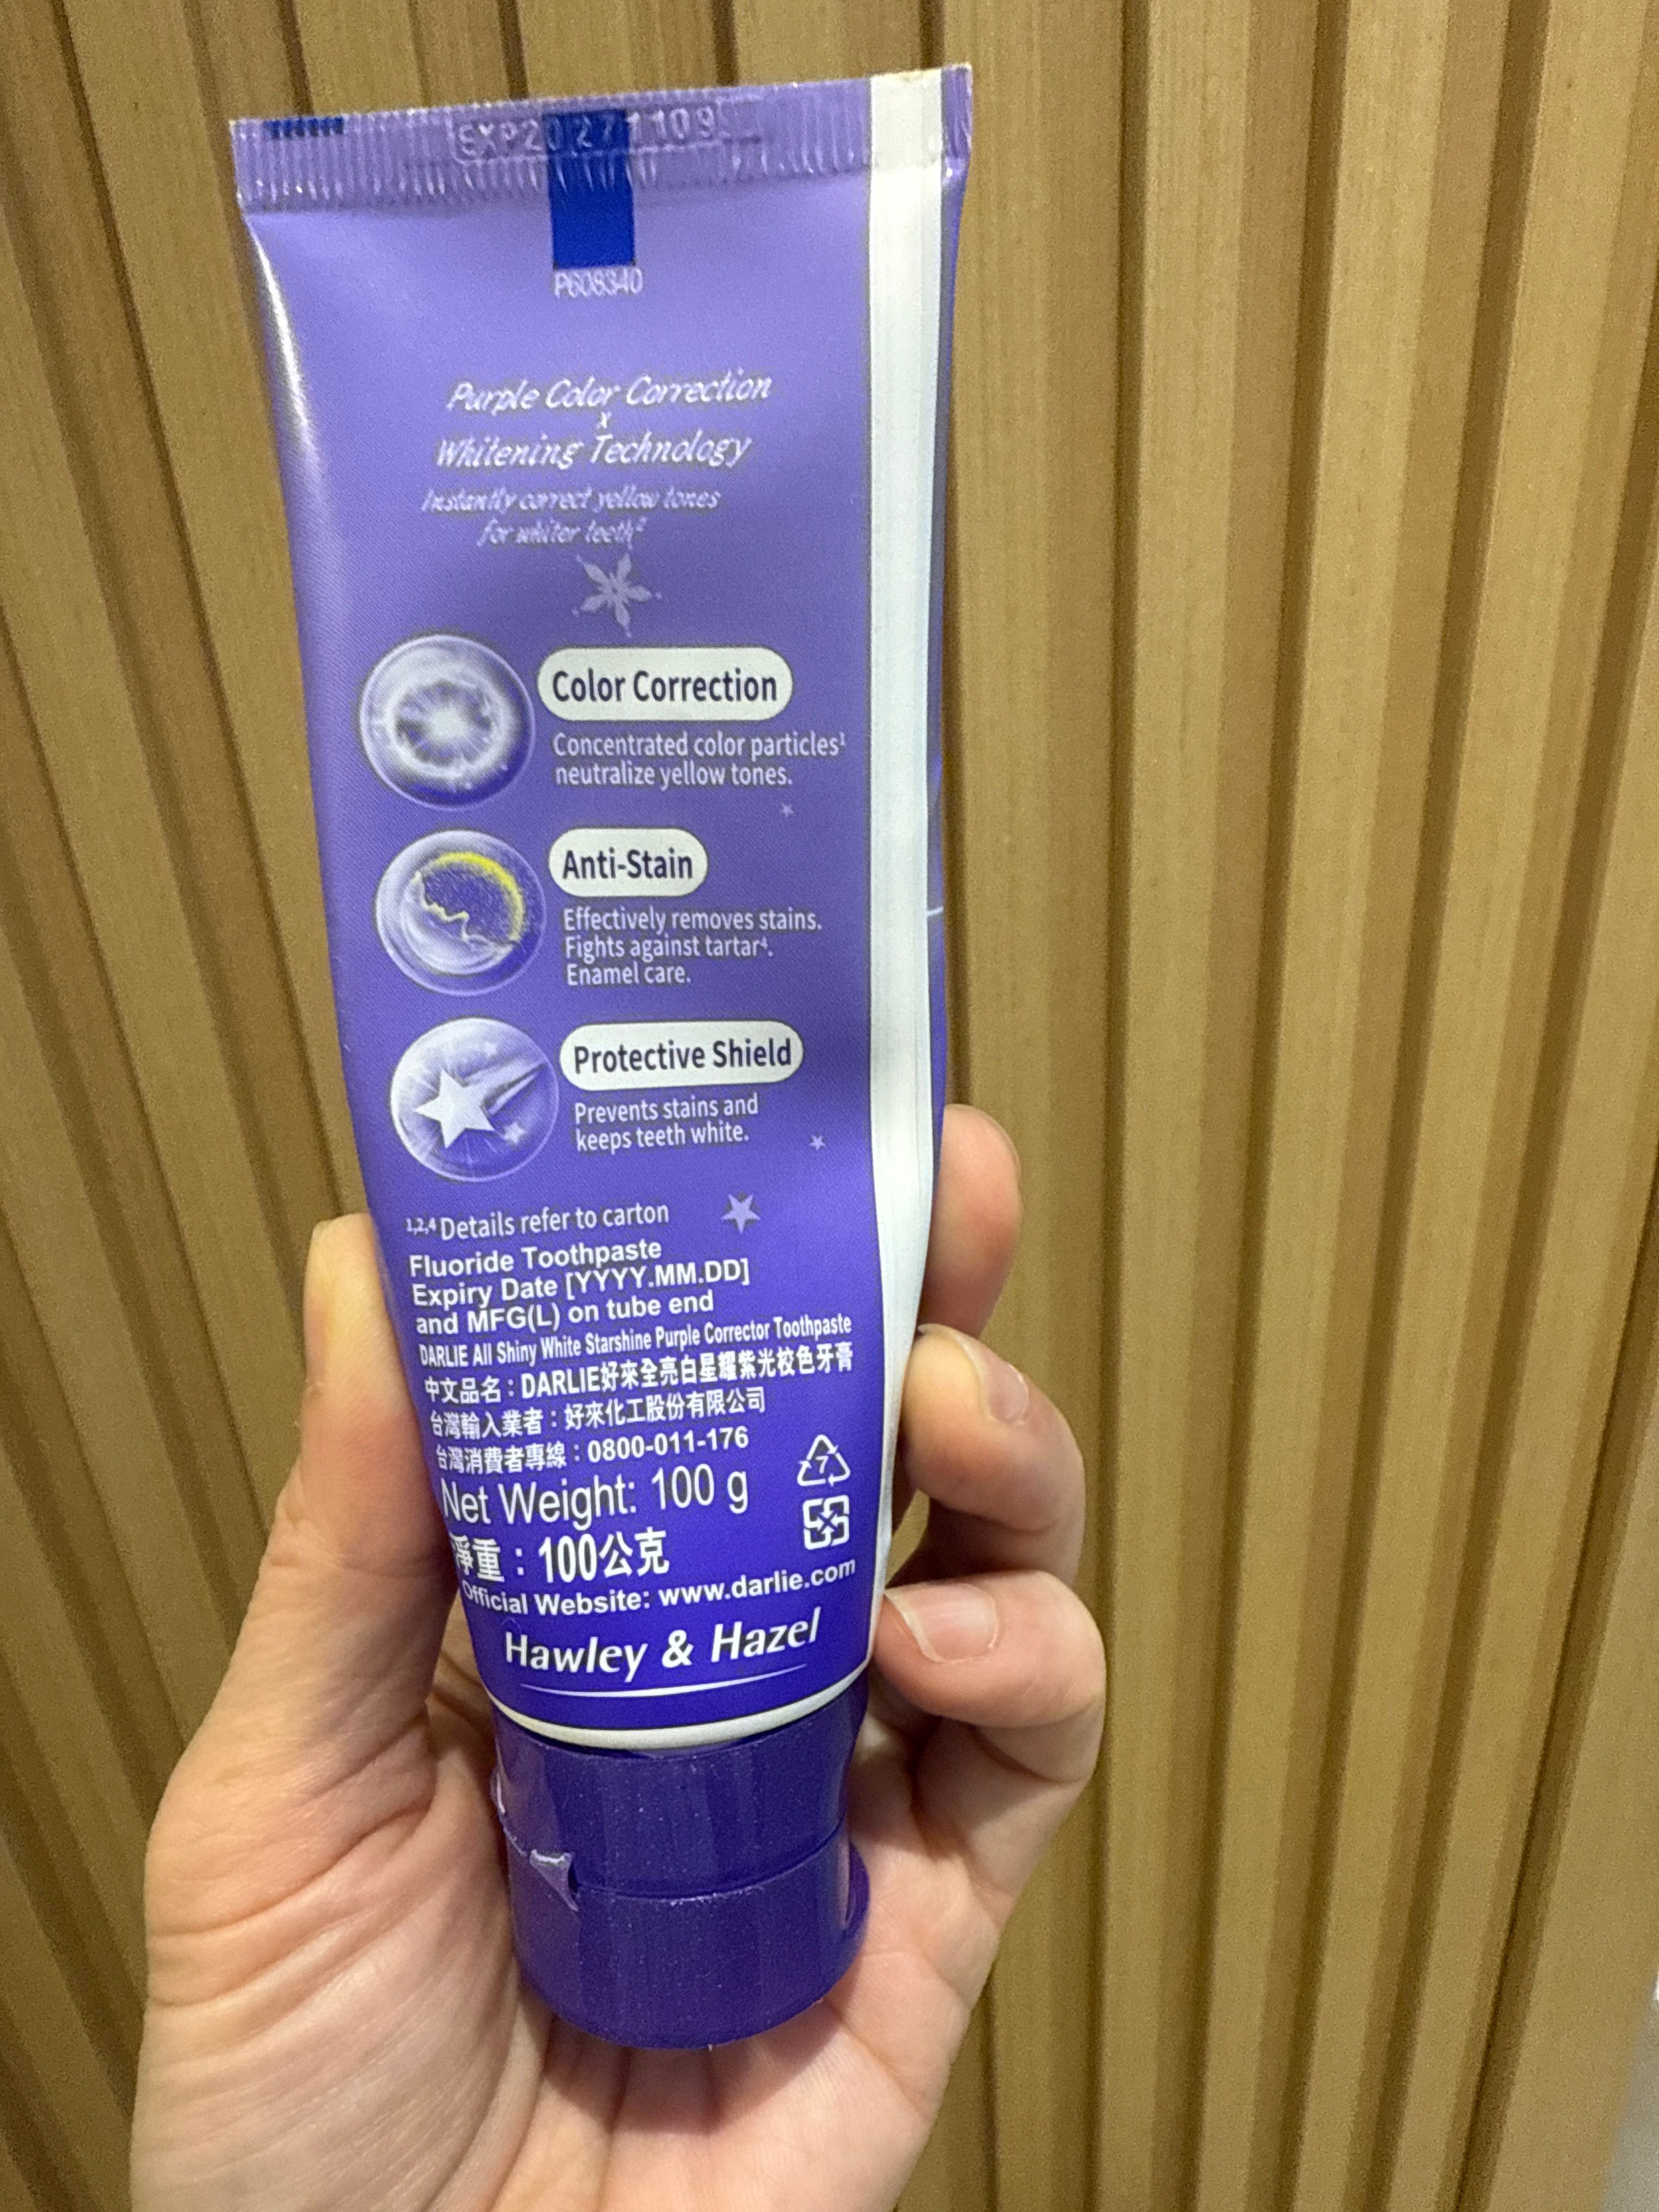 EXP20271109
P608340
Purple Color Correction
x
Whitening Technology
Instantly correct yellow tones
for whiter teeth²
Color Correction
Concentrated color particles¹
neutralize yellow tones.
Anti-Stain
Effectively removes stains.
Fights against tartar⁴.
Enamel care.
Protective Shield
Prevents stains and
keeps teeth white.
¹,²,⁴ Details refer to carton
Fluoride Toothpaste
Expiry Date [YYYY.MM.DD]
and MFG(L) on tube end
DARLIE All Shiny White Starshine Purple Corrector Toothpaste
中文品名：DARLIE好來全亮白星耀紫光校色牙膏
台灣輸入業者：好來化工股份有限公司
台灣消費者專線：0800-011-176
7
Net Weight: 100 g
淨重：100公克
Official Website: www.darlie.com
Hawley & Hazel